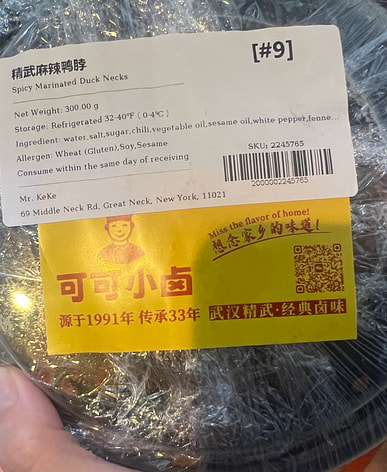 [#9]
精武麻辣鸭脖
Spicy Marinated Duck Necks
Net Weight: 300.00 g
Storage: Refrigerated 32-40°F ( 0-4°C )
Ingredient: water,salt,sugar,chili,vegetable oil,sesame oil,white pepper,fenne...
Allergen: Wheat (Gluten),Soy,Sesame
Consume within the same day of receiving
SKU: 2245765
2000002245765
Mr. KeKe
69 Middle Neck Rd, Great Neck, New York, 11021
Miss the flavor of home!
想念家乡的味道!
可可小卤
源于1991年 传承33年
武汉精武·经典卤味